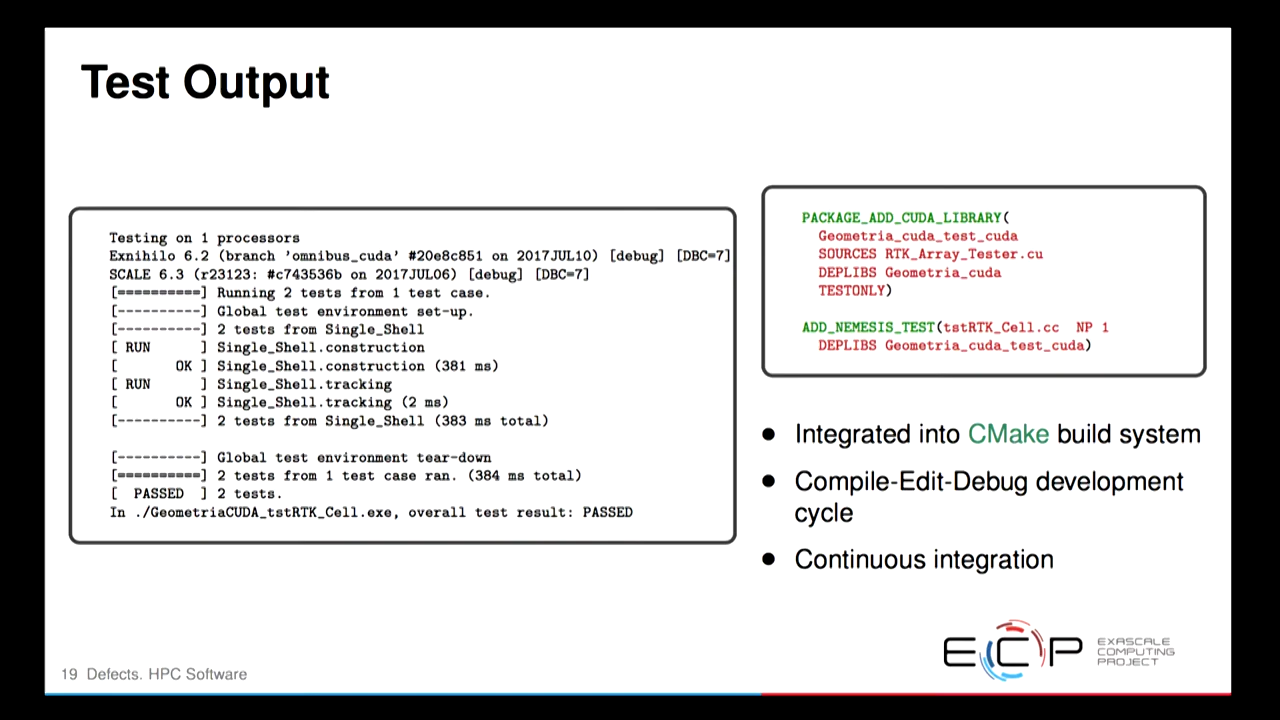 Test Output
Testing on 1 processors
Exnihilo 6.2 (branch 'omnibus_cuda' #20e8c851 on 2017JUL10) [debug] [DBC=7]
SCALE 6.3 (r23123: #c743536b on 2017JUL06) [debug] [DBC=7]
[==========] Running 2 tests from 1 test case.
[----------] Global test environment set-up.
[----------] 2 tests from Single_Shell
[ RUN      ] Single_Shell.construction
[       OK ] Single_Shell.construction (381 ms)
[ RUN      ] Single_Shell.tracking
[       OK ] Single_Shell.tracking (2 ms)
[----------] 2 tests from Single_Shell (383 ms total)
[----------] Global test environment tear-down
[==========] 2 tests from 1 test case ran. (384 ms total)
[  PASSED  ] 2 tests.
In ./GeometriaCUDA_tstRTK_Cell.exe, overall test result: PASSED
PACKAGE_ADD_CUDA_LIBRARY(
Geometria_cuda_test_cuda
SOURCES RTK_Array_Tester.cu
DEPLIBS Geometria_cuda
TESTONLY)
ADD_NEMESIS_TEST(tstRTK_Cell.cc  NP 1
DEPLIBS Geometria_cuda_test_cuda)
● Integrated into CMake build system
● Compile-Edit-Debug development
cycle
● Continuous integration
ECP
EXASCALE
COMPUTING
PROJECT
19 Defects. HPC Software